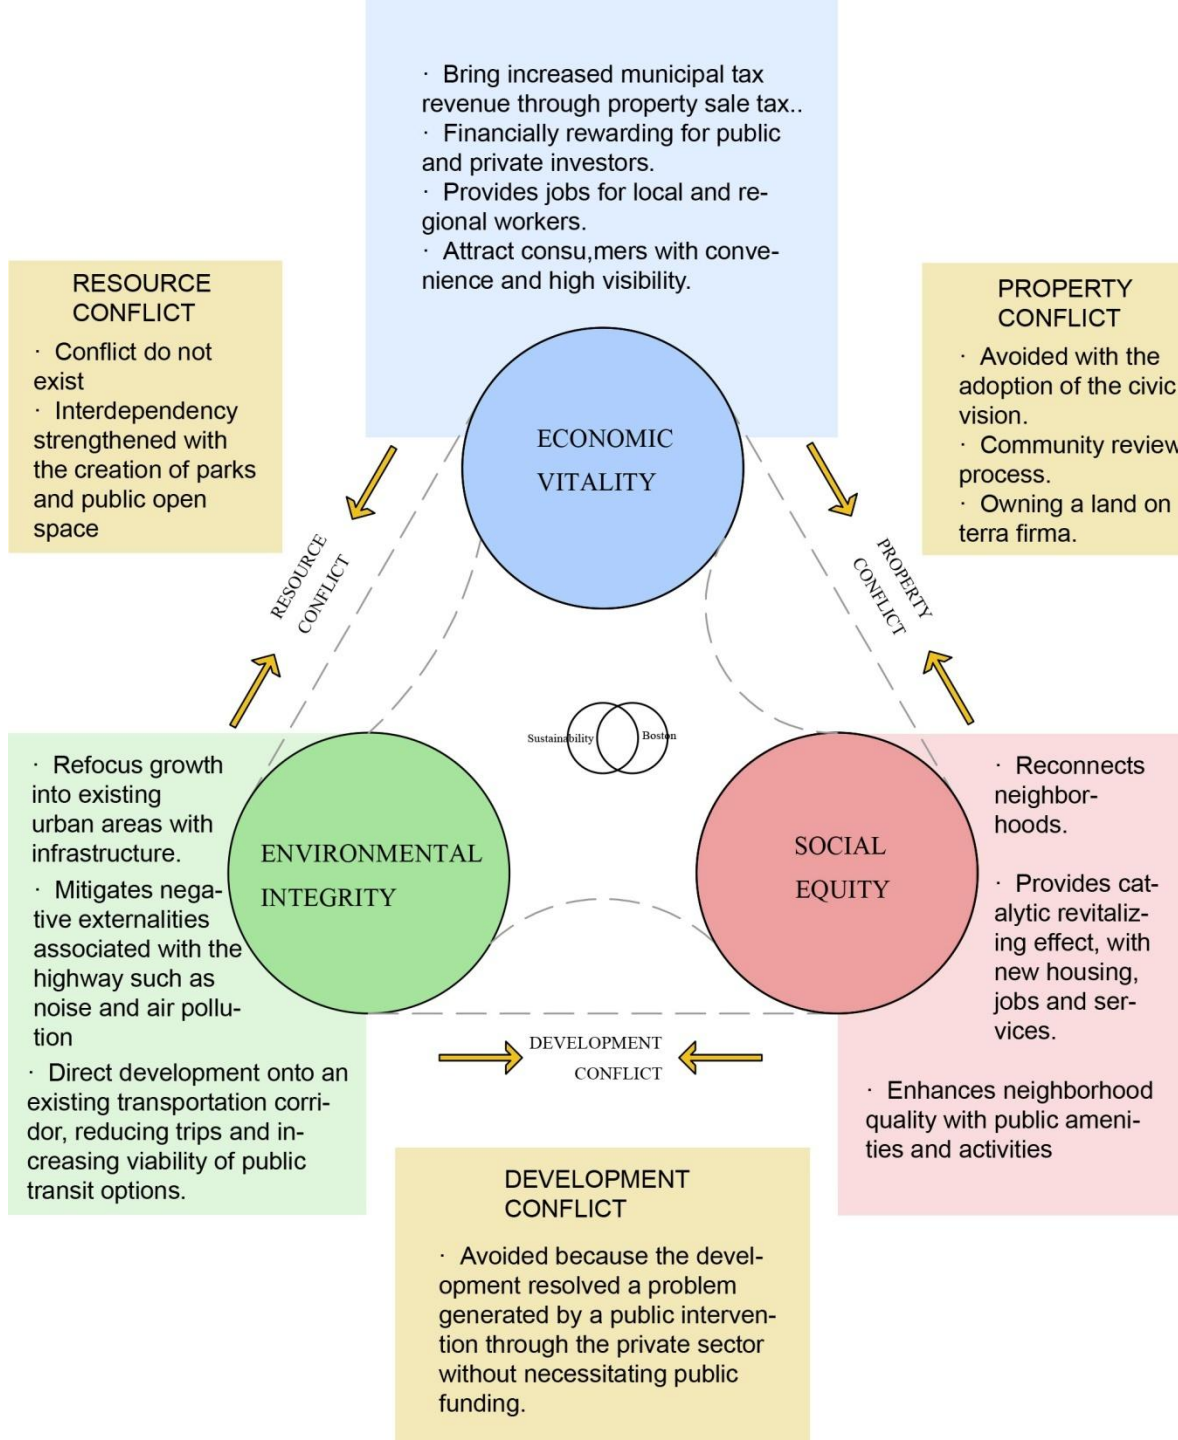 · Bring increased municipal tax
revenue through property sale tax..
· Financially rewarding for public
and private investors.
· Provides jobs for local and re-
gional workers.
· Attract consu,mers with conve-
nience and high visibility.
RESOURCE
CONFLICT
· Conflict do not
exist
· Interdependency
strengthened with
the creation of parks
and public open
space
PROPERTY
CONFLICT
· Avoided with the
adoption of the civic
vision.
· Community review
process.
· Owning a land on
terra firma.
ECONOMIC
VITALITY
RESOURCE
CONFLICT
PROPERTY
CONFLICT
Sustainability
Boston
· Refocus growth
into existing
urban areas with
infrastructure.
· Mitigates nega-
tive externalities
associated with the
highway such as
noise and air pollu-
tion
· Direct development onto an
existing transportation corri-
dor, reducing trips and in-
creasing viability of public
transit options.
ENVIRONMENTAL
INTEGRITY
SOCIAL
EQUITY
· Reconnects
neighbor-
hoods.
· Provides cat-
alytic revitaliz-
ing effect, with
new housing,
jobs and ser-
vices.
· Enhances neighborhood
quality with public ameni-
ties and activities
DEVELOPMENT
CONFLICT
DEVELOPMENT
CONFLICT
· Avoided because the devel-
opment resolved a problem
generated by a public interven-
tion through the private sector
without necessitating public
funding.